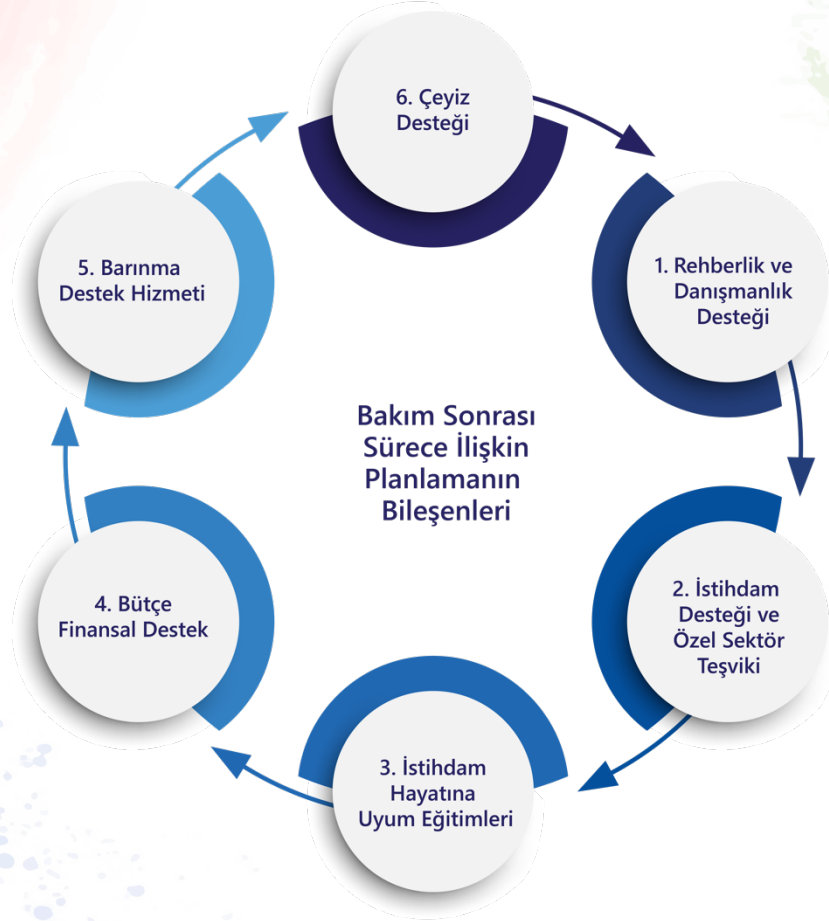 Bakım Sonrası
Sürece İlişkin
Planlamanın
Bileşenleri
1. Rehberlik ve
Danışmanlık
Desteği
2. İstihdam
Desteği ve
Özel Sektör
Teşviki
3. İstihdam
Hayatına
Uyum Eğitimleri
4. Bütçe
Finansal Destek
5. Barınma
Destek Hizmeti
6. Çeyiz
Desteği